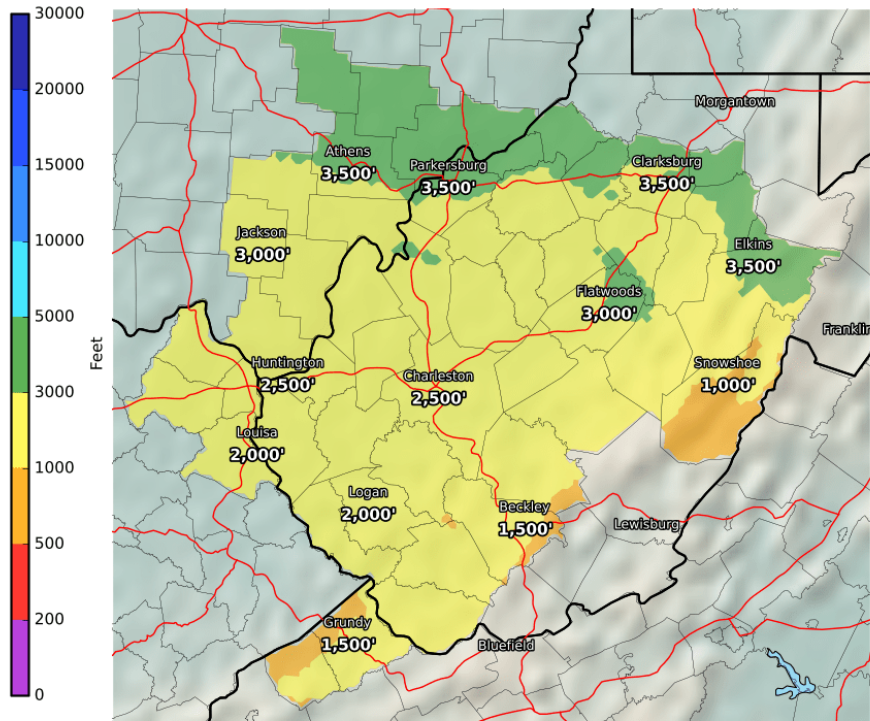 30000
20000
15000
10000
5000
3000
1000
500
200
0
Feet
Morgantown
Athens
3,500'
Parkersburg
3,500'
Clarksburg
3,500'
Jackson
3,000'
Elkins
3,500'
Flatwoods
3,000'
Franklin
Huntington
2,500'
Charleston
2,500'
Snowshoe
1,000'
Louisa
2,000'
Logan
2,000'
Beckley
1,500'
Lewisburg
Grundy
1,500'
Bluefield